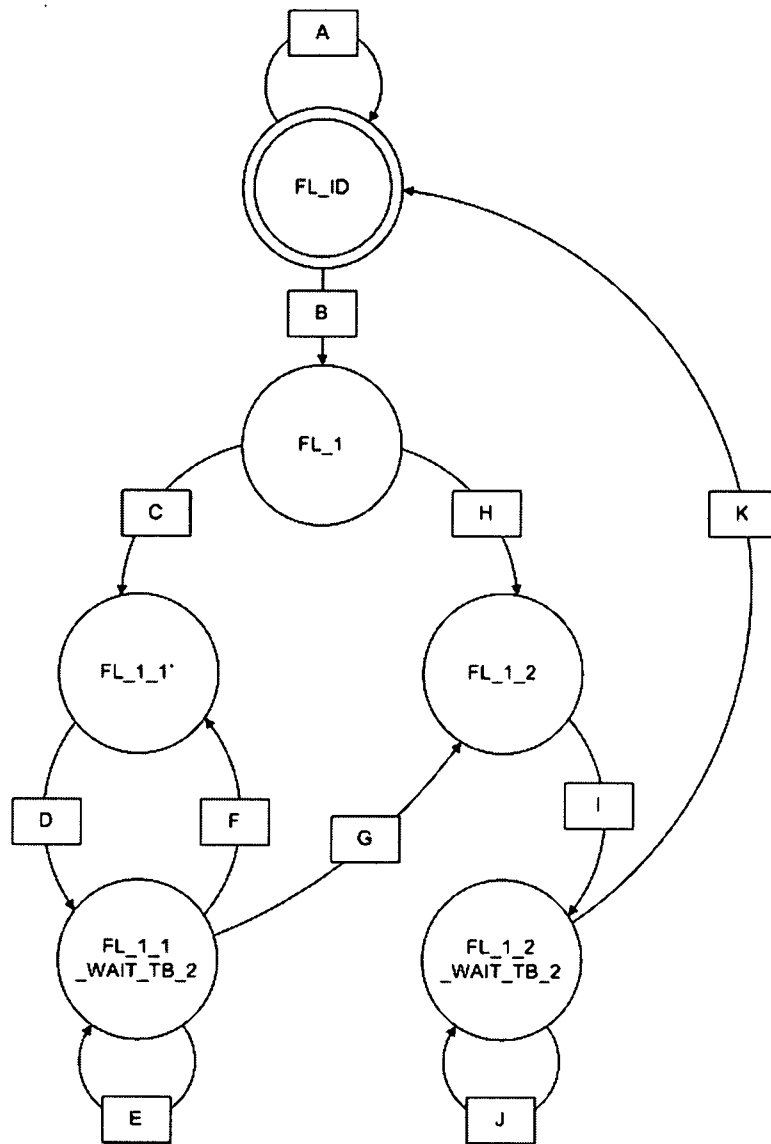 A
FL_ID
B
FL_1
C
H
K
FL_1_1'
FL_1_2
D
F
G
I
FL_1_1
_WAIT_TB_2
FL_1_2
_WAIT_TB_2
E
J